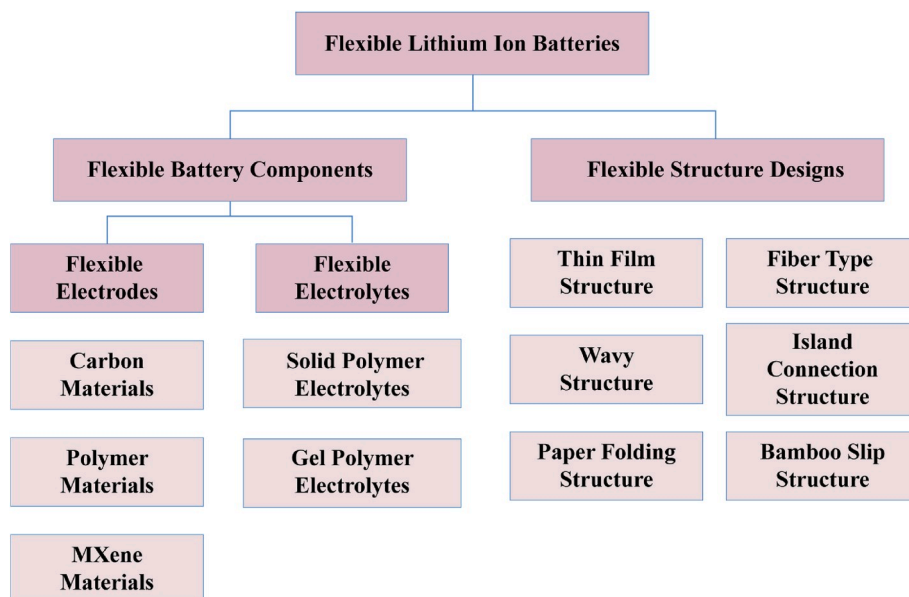 Flexible Lithium Ion Batteries
Flexible Battery Components
Flexible Structure Designs
Flexible
Electrodes
Flexible
Electrolytes
Carbon
Materials
Solid Polymer
Electrolytes
Polymer
Materials
Gel Polymer
Electrolytes
MXene
Materials
Thin Film
Structure
Fiber Type
Structure
Wavy
Structure
Island
Connection
Structure
Paper Folding
Structure
Bamboo Slip
Structure